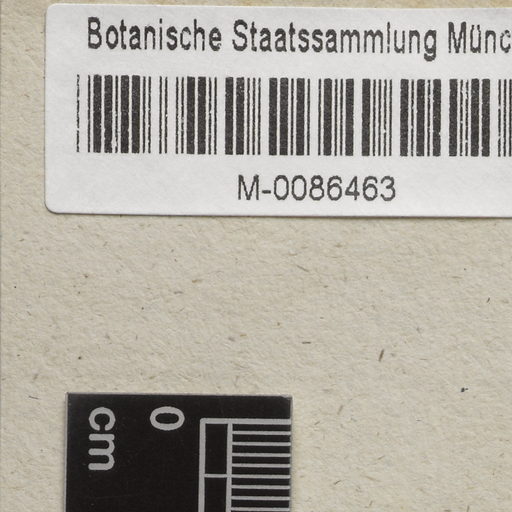 Botanische Staatssammlung Münc
M-0086463
0
cm